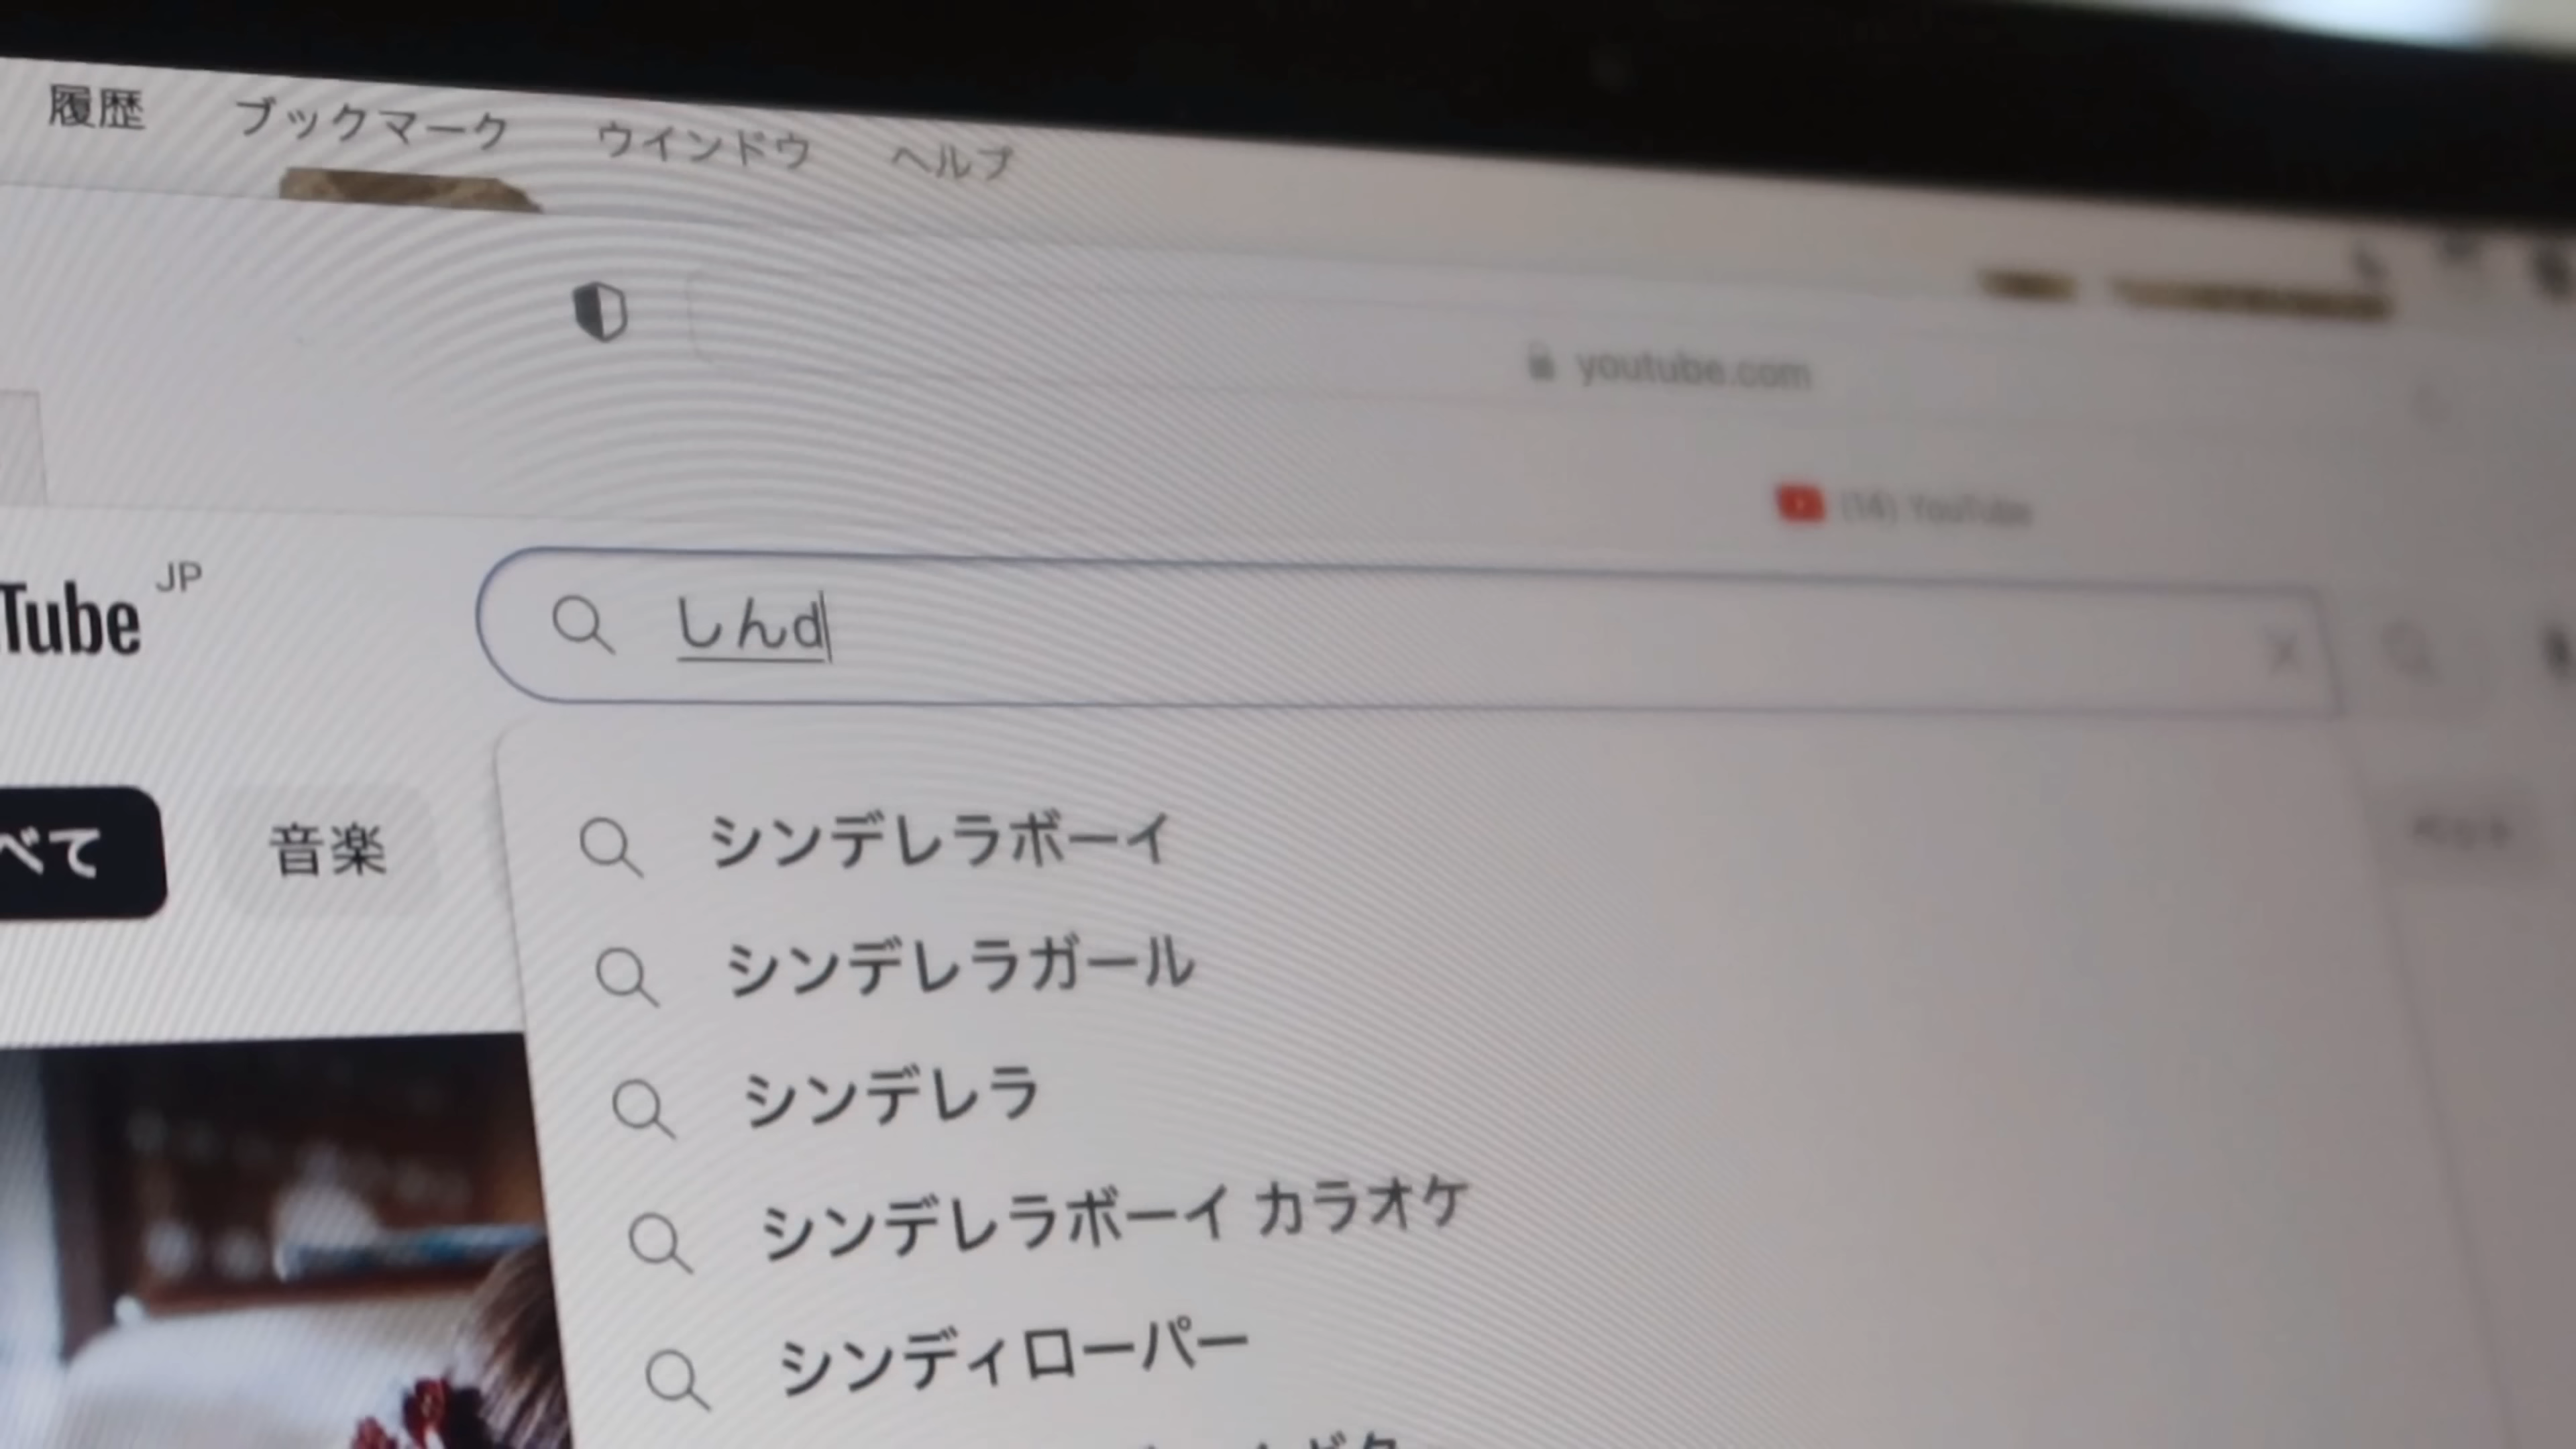 履歴 ブックマーク ウインドウ ヘルプ
youtube.com
(14) YouTube
Tube JP
しんd
べて 音楽
シンデレラボーイ
シンデレラガール
シンデレラ
シンデレラボーイ カラオケ
シンディローパー